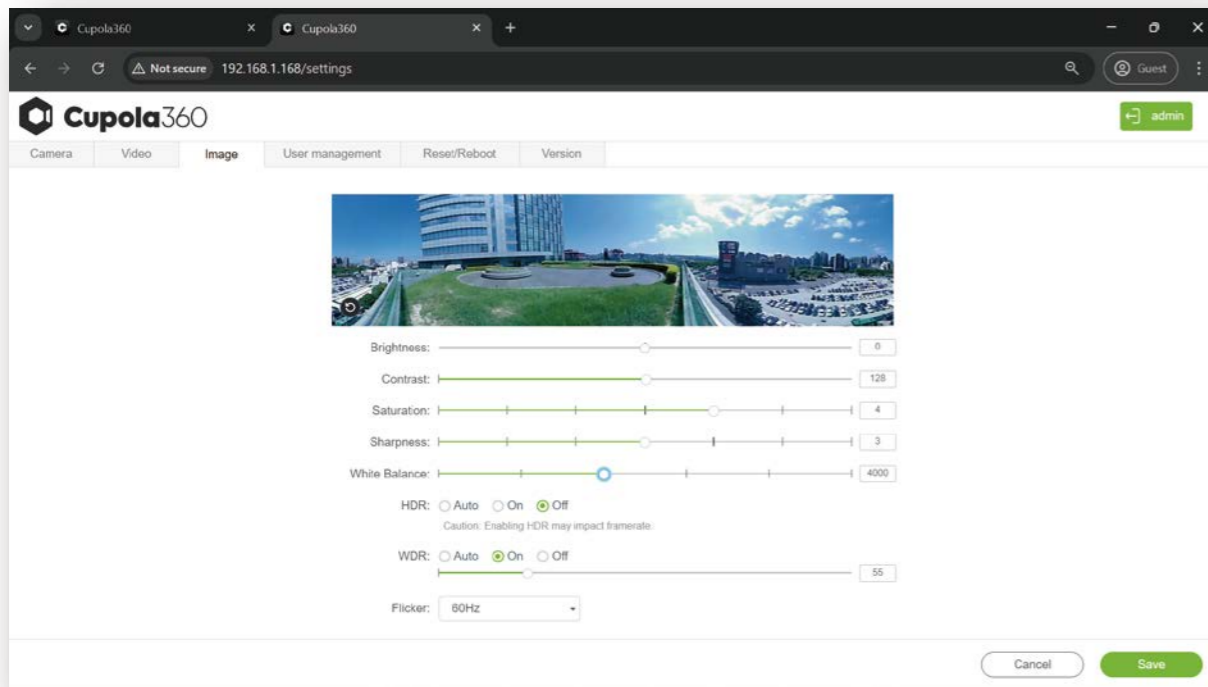 Cupola360 Cupola360
Not secure 192.168.1.168/settings Guest
Cupola360 admin
Camera Video Image User management Reset/Reboot Version
Brightness: 0
Contrast: 128
Saturation: 4
Sharpness: 3
White Balance: 4000
HDR: Auto On Off
Caution: Enabling HDR may impact framerate.
WDR: Auto On Off
55
Flicker: 60Hz
Cancel Save